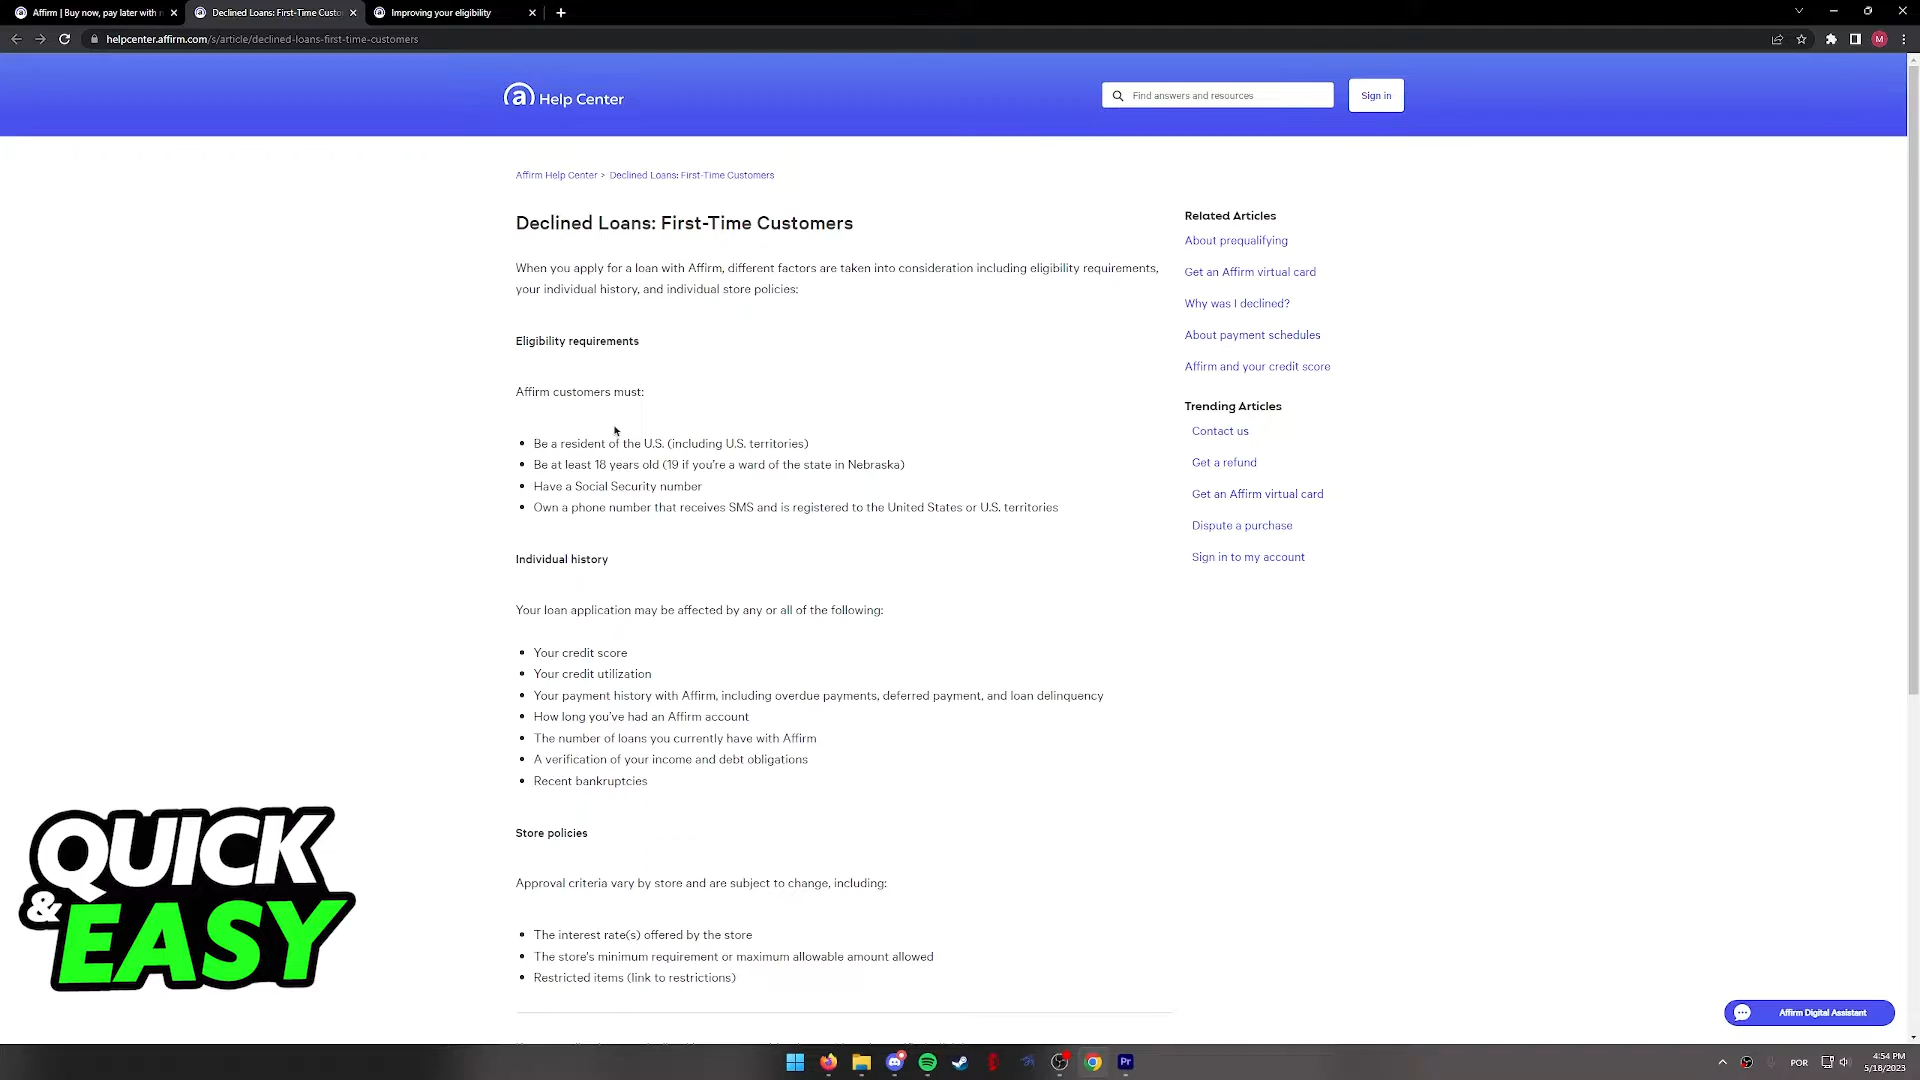 Affirm | Buy now, pay later with
Declined Loans: First-Time Custo
Improving your eligibility
helpcenter.affirm.com/s/article/declined-loans-first-time-customers
M
a Help Center
Find answers and resources
Sign in
Affirm Help Center > Declined Loans: First-Time Customers
Declined Loans: First-Time Customers
When you apply for a loan with Affirm, different factors are taken into consideration including eligibility requirements,
your individual history, and individual store policies:
Eligibility requirements
Affirm customers must:
Be a resident of the U.S. (including U.S. territories)
Be at least 18 years old (19 if you're a ward of the state in Nebraska)
Have a Social Security number
Own a phone number that receives SMS and is registered to the United States or U.S. territories
Individual history
Your loan application may be affected by any or all of the following:
Your credit score
Your credit utilization
Your payment history with Affirm, including overdue payments, deferred payment, and loan delinquency
How long you've had an Affirm account
The number of loans you currently have with Affirm
A verification of your income and debt obligations
Recent bankruptcies
Store policies
Approval criteria vary by store and are subject to change, including:
The interest rate(s) offered by the store
The store's minimum requirement or maximum allowable amount allowed
Restricted items (link to restrictions)
Related Articles
About prequalifying
Get an Affirm virtual card
Why was I declined?
About payment schedules
Affirm and your credit score
Trending Articles
Contact us
Get a refund
Get an Affirm virtual card
Dispute a purchase
Sign in to my account
QUICK
& EASY
Affirm Digital Assistant
Pr
POR
4:54 PM
5/18/2023